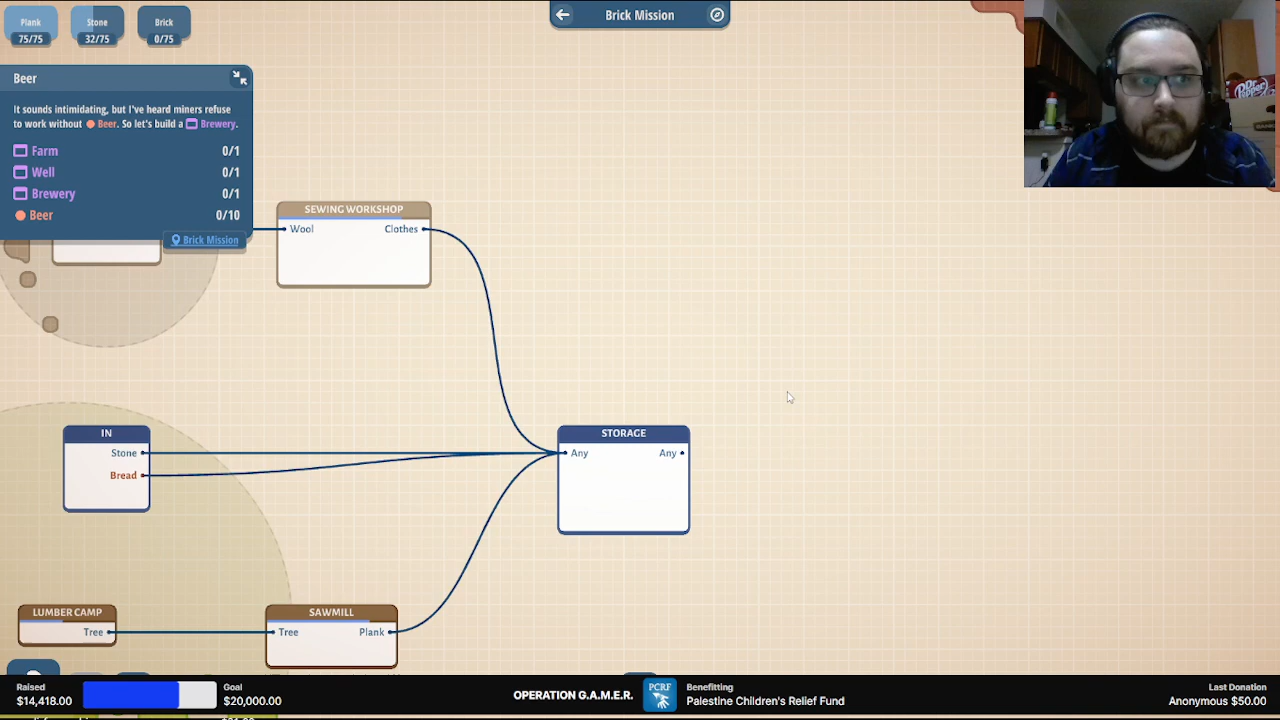 Plank
75/75
Stone
32/75
Brick
0/75
Brick Mission
Beer
It sounds intimidating, but I've heard miners refuse
to work without Beer. So let's build a Brewery.
Farm 0/1
Well 0/1
Brewery 0/1
Beer 0/10
Brick Mission
SEWING WORKSHOP
Wool Clothes
IN
Stone
Bread
STORAGE
Any Any
LUMBER CAMP
Tree
SAWMILL
Tree Plank
Dr Pepper
Raised
$14,418.00
Goal
$20,000.00
OPERATION G.A.M.E.R.
PCRF
Benefitting
Palestine Children's Relief Fund
Last Donation
Anonymous $50.00